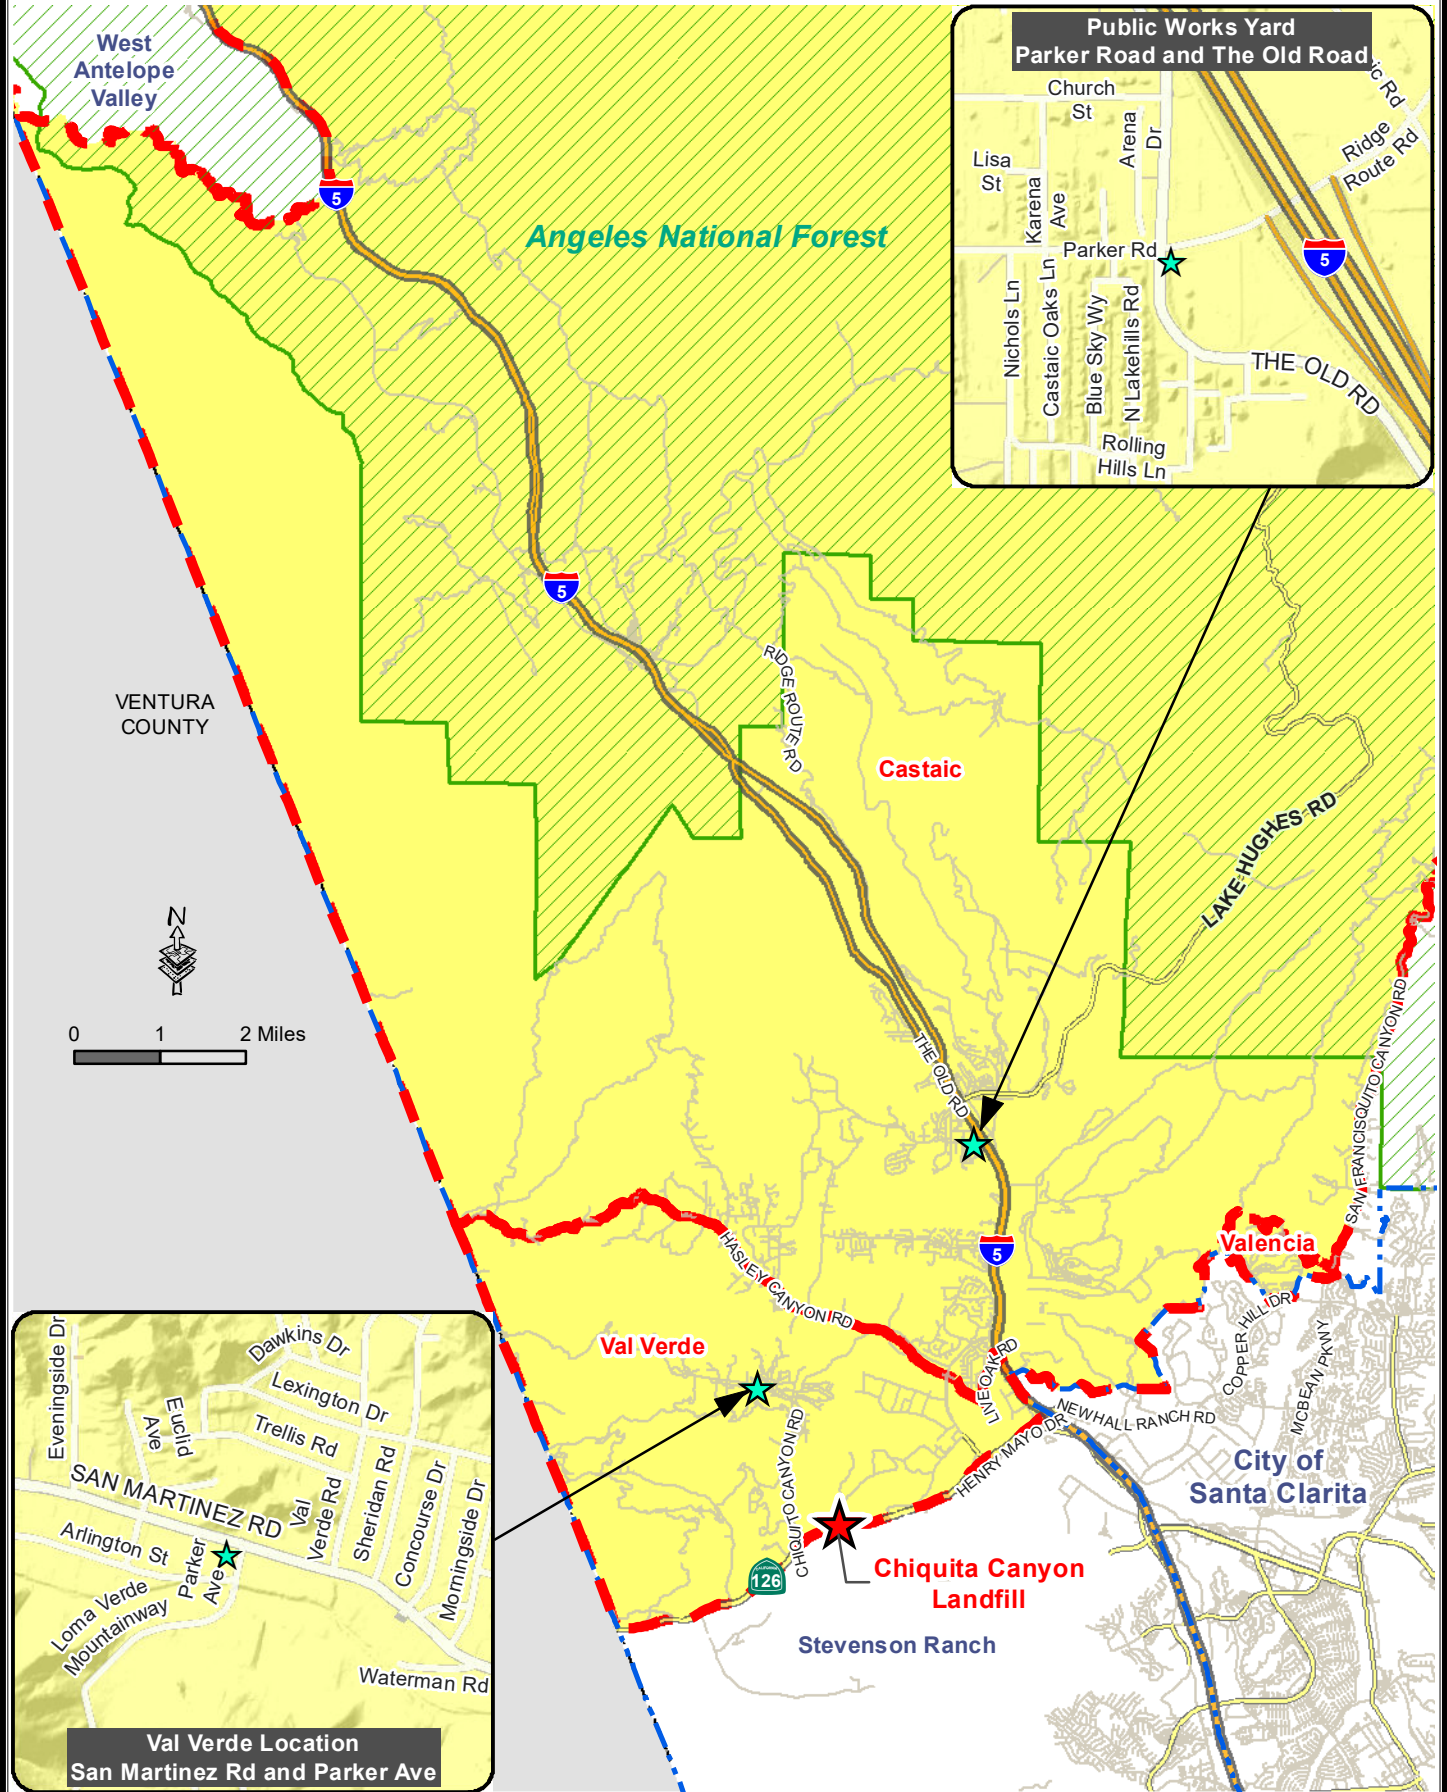 West
Antelope
Valley
Public Works Yard
Parker Road and The Old Road
Church
St
Arena
Dr
Lisa
St
Karena
Ave
Ridge
Route Rd
Parker Rd
5
Nichols Ln
Castaic Oaks Ln
Blue Sky Wy
N Lakehills Rd
THE OLD RD
Rolling
Hills Ln
5
Angeles National Forest
5
VENTURA
COUNTY
RIDGE ROUTE RD
Castaic
LAKE HUGHES RD
N
0 1 2 Miles
THE OLD RD
SAN FRANCISQUITO CANYON RD
Valencia
5
HASLEY CANYON RD
Val Verde
LIVE OAK RD
COPPER HILL DR
MCBEAN PKWY
NEWHALL RANCH RD
HENRY MAYO DR
CHIQUITO CANYON RD
City of
Santa Clarita
CALIFORNIA
126
Chiquita Canyon
Landfill
Stevenson Ranch
Eveningside Dr
Dawkins Dr
Lexington Dr
Euclid
Ave
Trellis Rd
SAN MARTINEZ RD
Val
Verde Rd
Sheridan Rd
Concourse Dr
Morningside Dr
Arlington St
Parker
Ave
Loma Verde
Mountainway
Waterman Rd
Val Verde Location
San Martinez Rd and Parker Ave